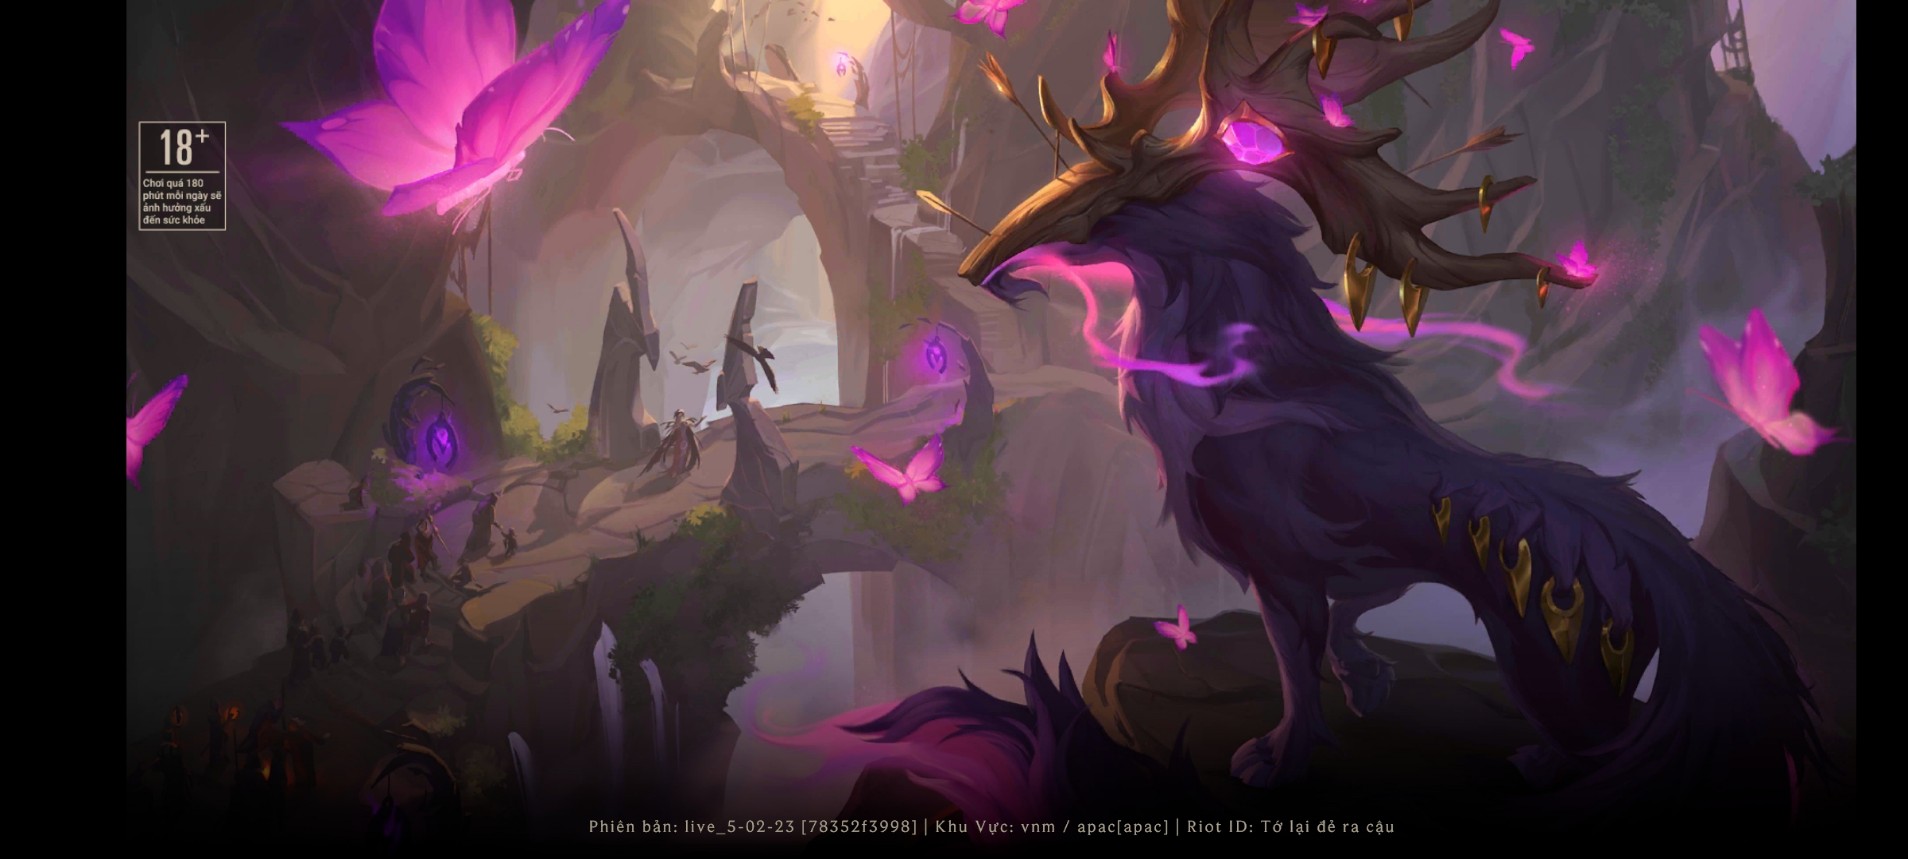 18+
Chơi quá 180
phút mỗi ngày sẽ
ảnh hưởng xấu
đến sức khỏe
Phiên bản: live_5-02-23 [78352f3998] | Khu Vực: vnm / apac[apac] | Riot ID: Tớ lại đẻ ra cậu